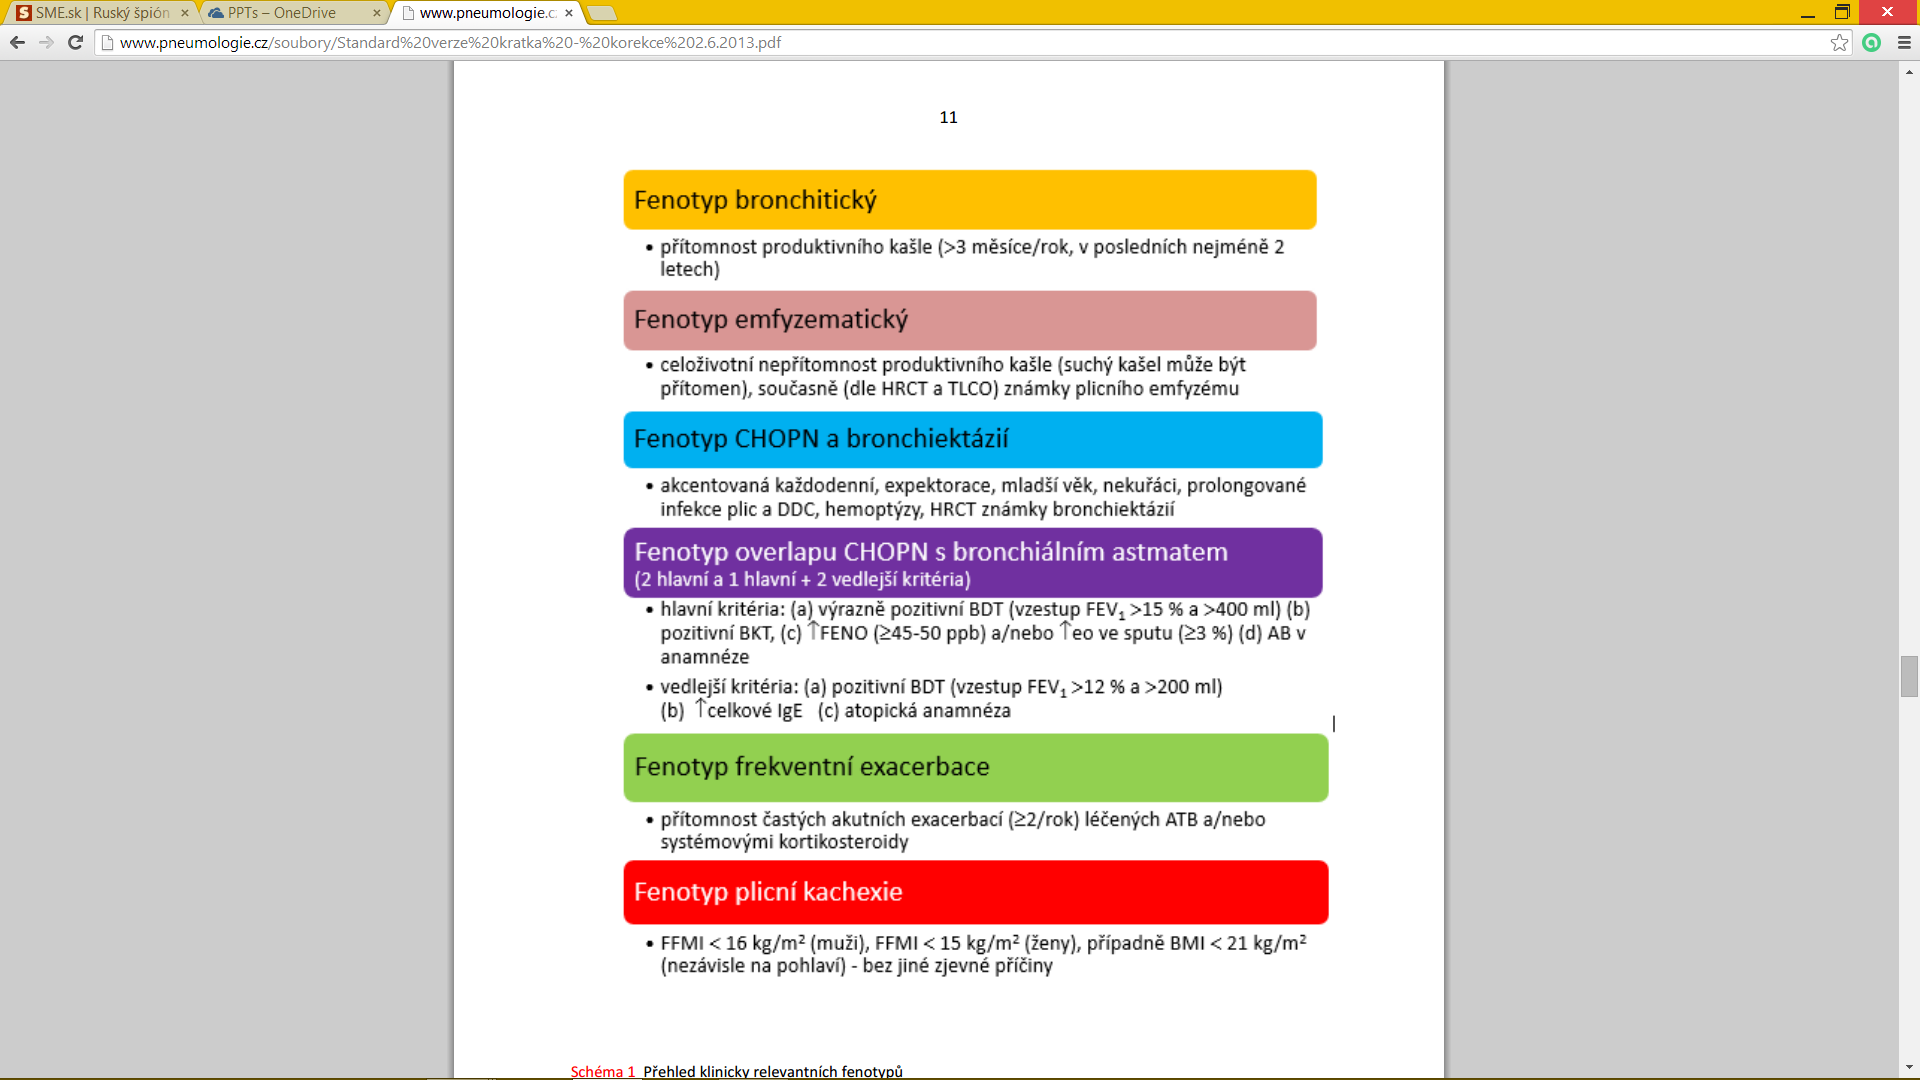 SME.sk | Ruský špión
PPTs – OneDrive
www.pneumologie.c
www.pneumologie.cz/soubory/Standard%20verze%20kratka%20-%20korekce%202.6.2013.pdf
11
Fenotyp bronchitický
• přítomnost produktivního kašle (>3 měsíce/rok, v posledních nejméně 2
letech)
Fenotyp emfyzematický
• celoživotní nepřítomnost produktivního kašle (suchý kašel může být
přítomen), současně (dle HRCT a TLCO) známky plicního emfyzému
Fenotyp CHOPN a bronchiektázií
• akcentovaná každodenní, expektorace, mladší věk, nekuřáci, prolongované
infekce plic a DDC, hemoptýzy, HRCT známky bronchiektázií
Fenotyp overlapu CHOPN s bronchiálním astmatem
(2 hlavní a 1 hlavní + 2 vedlejší kritéria)
• hlavní kritéria: (a) výrazně pozitivní BDT (vzestup FEV₁ >15 % a >400 ml) (b)
pozitivní BKT, (c) ↑FENO (≥45-50 ppb) a/nebo ↑eo ve sputu (≥3 %) (d) AB v
anamnéze
• vedlejší kritéria: (a) pozitivní BDT (vzestup FEV₁ >12 % a >200 ml)
(b) ↑celkové IgE (c) atopická anamnéza
Fenotyp frekventní exacerbace
• přítomnost častých akutních exacerbací (≥2/rok) léčených ATB a/nebo
systémovými kortikosteroidy
Fenotyp plicní kachexie
• FFMI < 16 kg/m² (muži), FFMI < 15 kg/m² (ženy), případně BMI < 21 kg/m²
(nezávisle na pohlaví) - bez jiné zjevné příčiny
Schéma 1 Přehled klinicky relevantních fenotypů